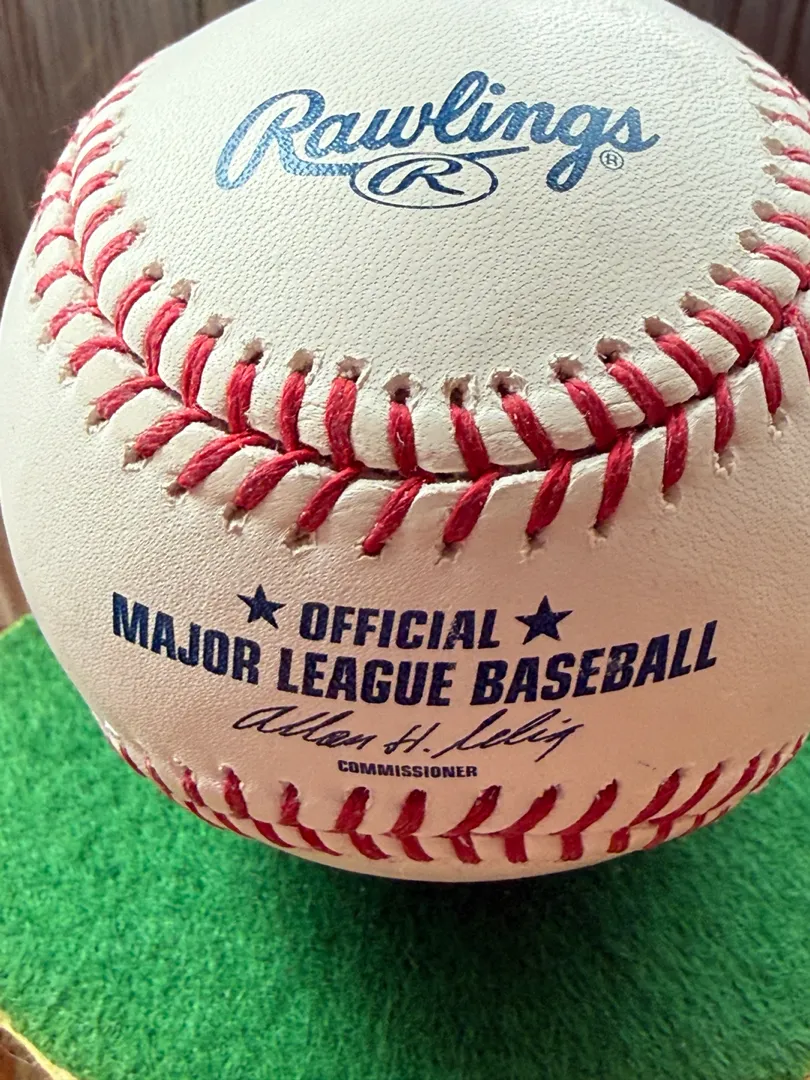 Rawlings®
R
★ OFFICIAL ★
MAJOR LEAGUE BASEBALL
Allan H. Selig
COMMISSIONER